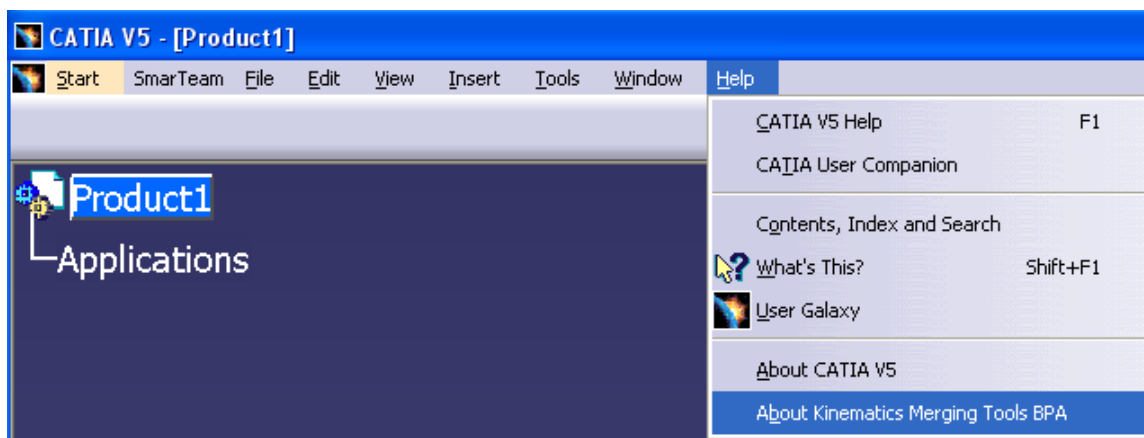 CATIA V5 - [Product1]
Start SmarTeam File Edit View Insert Tools Window Help
CATIA V5 Help F1
CATIA User Companion
Product1
Contents, Index and Search
Applications
What's This? Shift+F1
User Galaxy
About CATIA V5
About Kinematics Merging Tools BPA